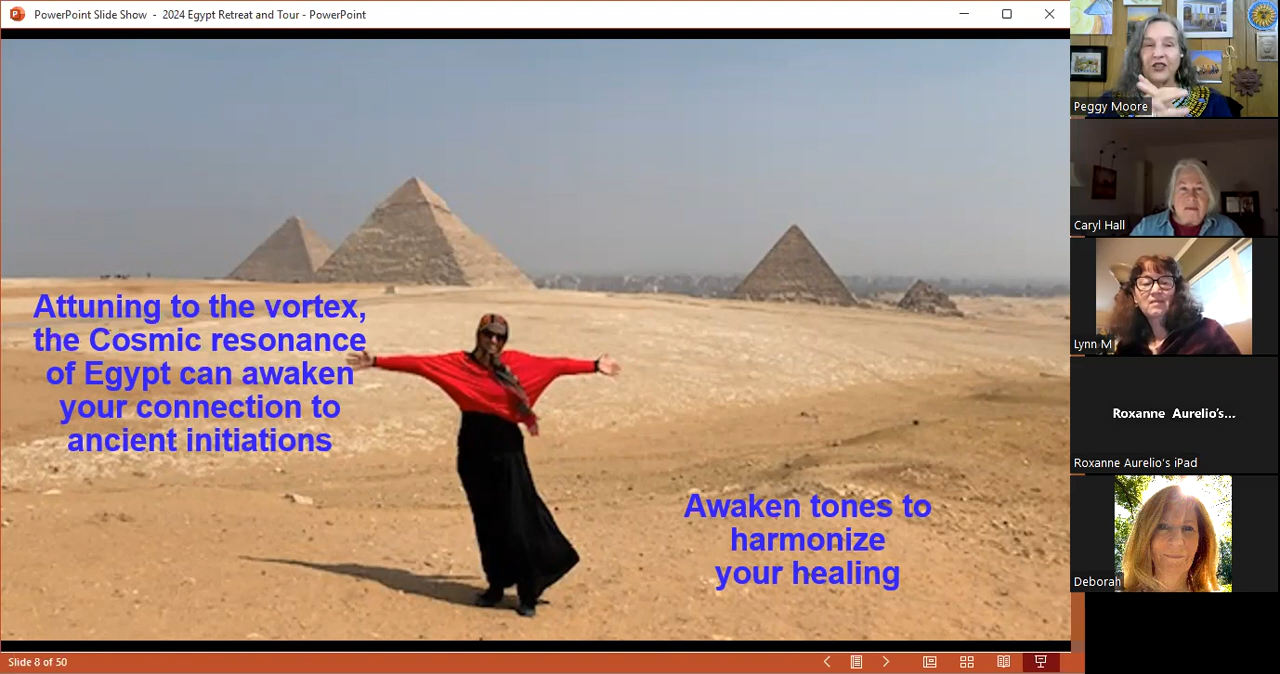 PowerPoint Slide Show - 2024 Egypt Retreat and Tour - PowerPoint
Attuning to the vortex,
the Cosmic resonance
of Egypt can awaken
your connection to
ancient initiations
Awaken tones to
harmonize
your healing
Slide 8 of 50
Peggy Moore
Caryl Hall
Lynn M
Roxanne Aurelio's...
Roxanne Aurelio's iPad
Deborah